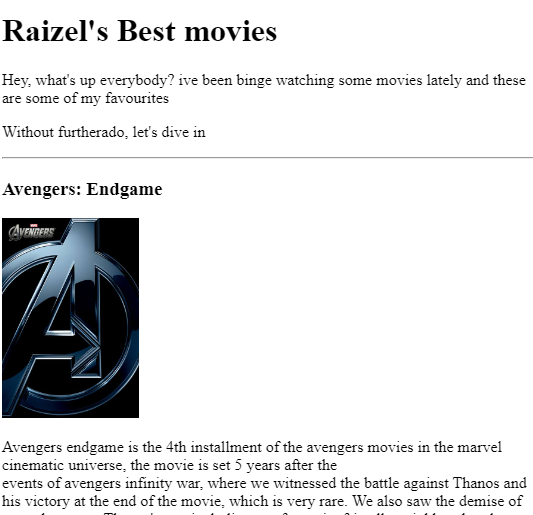 Raizel's Best movies
Hey, what's up everybody? ive been binge watching some movies lately and these
are some of my favourites
Without furtherado, let's dive in
Avengers: Endgame
MARVEL
AVENGERS
Avengers endgame is the 4th installment of the avengers movies in the marvel
cinematic universe, the movie is set 5 years after the
events of avengers infinity war, where we witnessed the battle against Thanos and
his victory at the end of the movie, which is very rare. We also saw the demise of